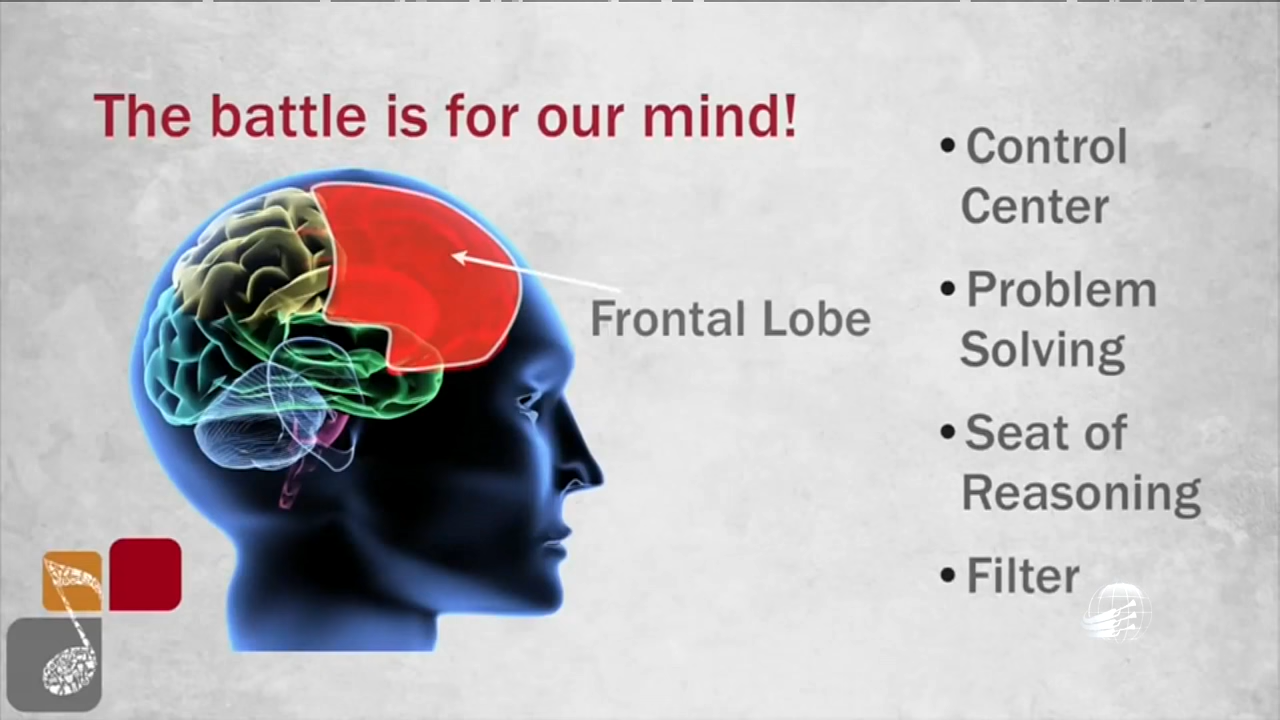 The battle is for our mind!
Frontal Lobe
• Control
Center
• Problem
Solving
• Seat of
Reasoning
• Filter